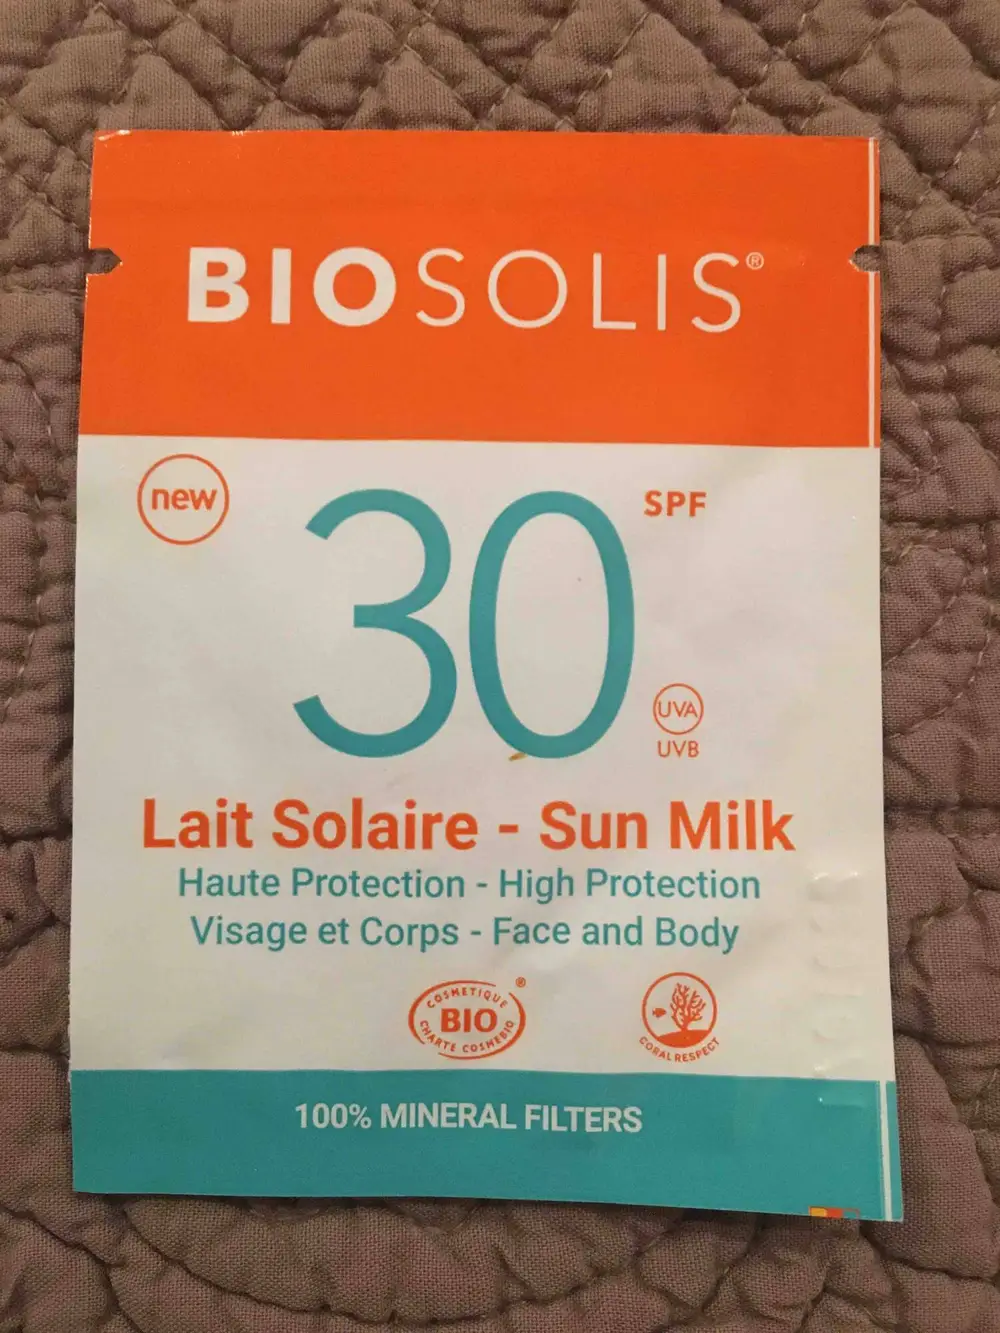 BIOSOLIS®
new
30
SPF
UVA
UVB
Lait Solaire - Sun Milk
Haute Protection - High Protection
Visage et Corps - Face and Body
COSMETIQUE
BIO
CHARTE COSMEBIO
®
CORAL RESPECT
100% MINERAL FILTERS